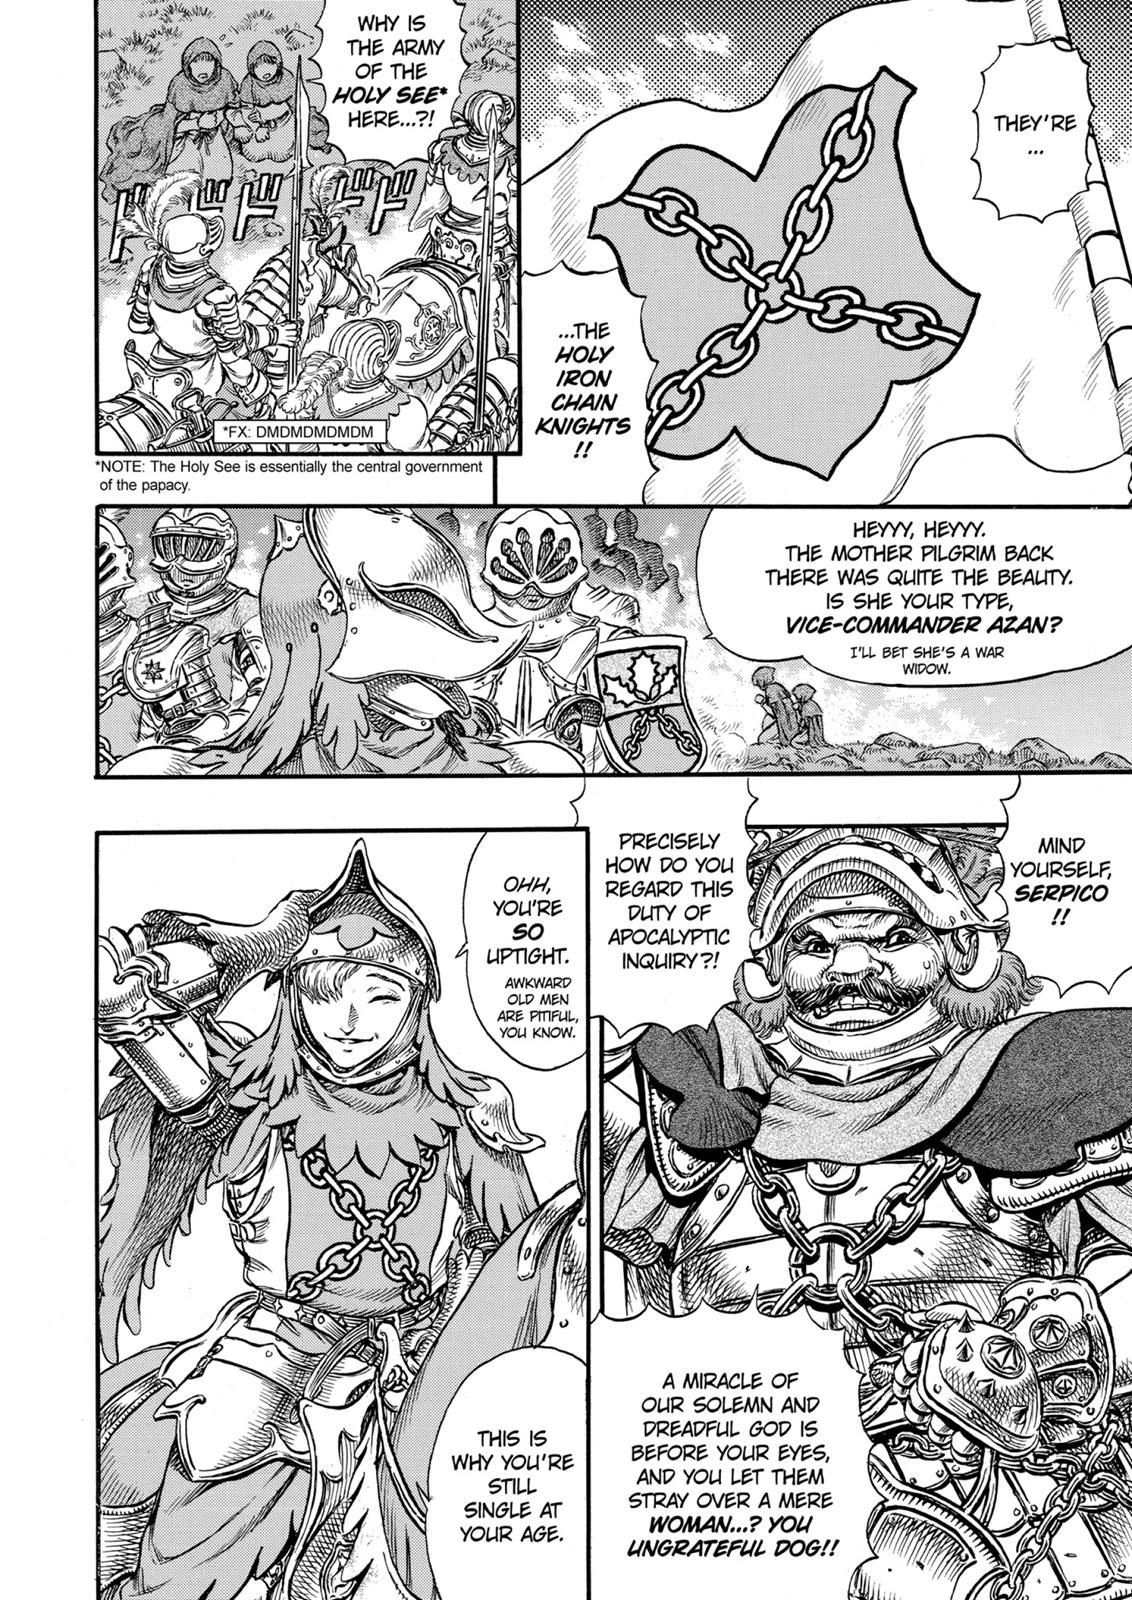 THEY'RE
...
...THE
HOLY
IRON
CHAIN
KNIGHTS
!!
WHY IS
THE ARMY
OF THE
HOLY SEE*
HERE...?!
ドドドド
*FX: DMDMDMDMDM
*NOTE: The Holy See is essentially the central government
of the papacy.
HEYYY, HEYYY.
THE MOTHER PILGRIM BACK
THERE WAS QUITE THE BEAUTY.
IS SHE YOUR TYPE,
VICE-COMMANDER AZAN?
I'LL BET SHE'S A WAR
WIDOW.
MIND
YOURSELF,
SERPICO
!!
PRECISELY
HOW DO YOU
REGARD THIS
DUTY OF
APOCALYPTIC
INQUIRY?!
A MIRACLE OF
OUR SOLEMN AND
DREADFUL GOD IS
BEFORE YOUR EYES,
AND YOU LET THEM
STRAY OVER A MERE
WOMAN...? YOU
UNGRATEFUL DOG!!
OHH,
YOU'RE
SO
UPTIGHT.
AWKWARD
OLD MEN
ARE PITIFUL,
YOU KNOW.
THIS IS
WHY YOU'RE
STILL
SINGLE AT
YOUR AGE.